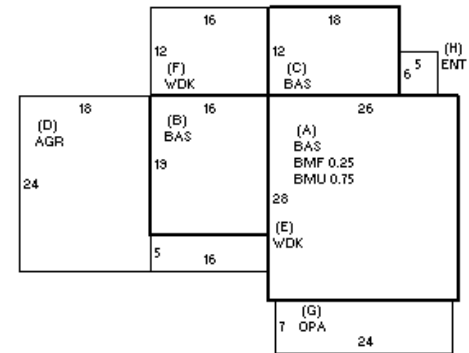 16
18
12
(F)
WDK
12
(C)
BAS
(H)
5 ENT
6
18
(D)
AGR
24
16
(B)
BAS
19
26
(A)
BAS
BMF 0.25
BMU 0.75
28
(E)
WDK
5
16
(G)
7 OPA
24